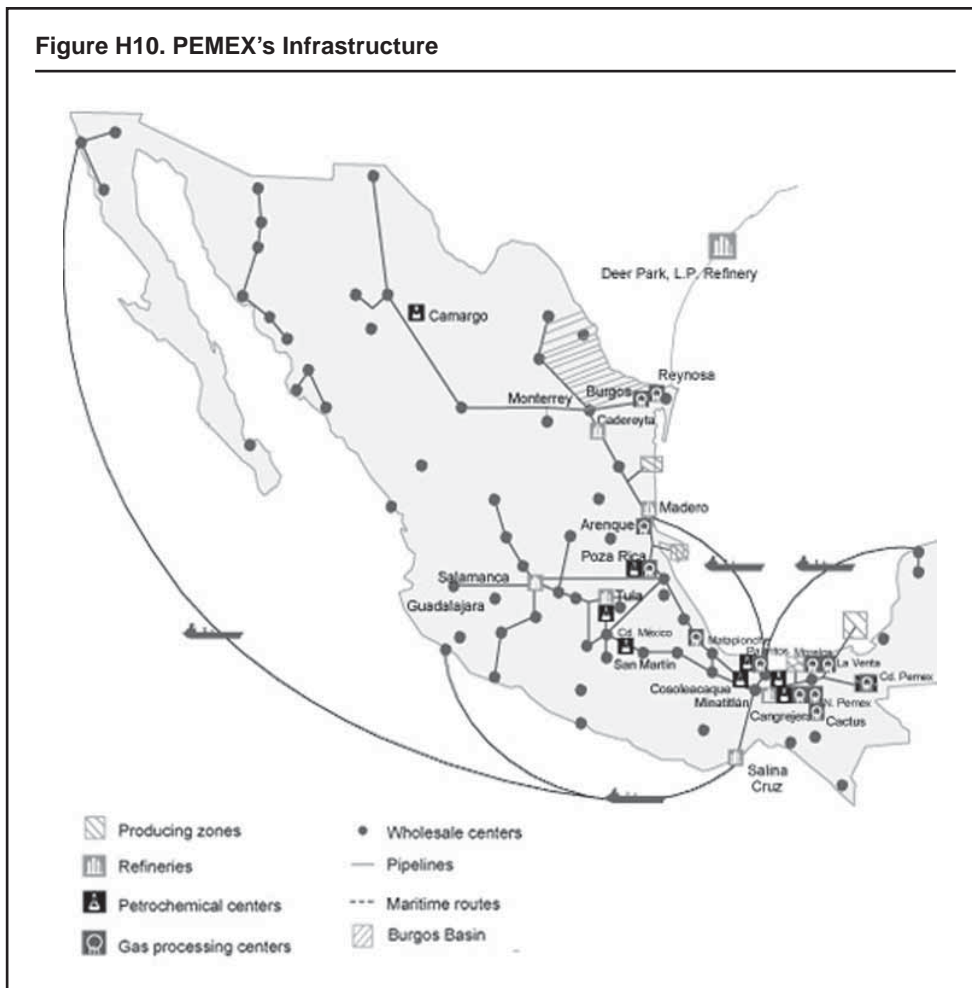 Figure H10. PEMEX's Infrastructure
Deer Park, L.P. Refinery
Camargo
Reynosa
Burgos
Monterrey
Cadereyta
Madero
Arenque
Poza Rica
Salamanca
Tula
Guadalajara
Cd. México
Matapionche
San Martín
Pajaritos
Morelos
La Venta
Cd. Pemex
Cosoleacaque
Minatitlán
N. Pemex
Cangrejera
Cactus
Salina
Cruz
Producing zones
Wholesale centers
Refineries
Pipelines
Petrochemical centers
Maritime routes
Gas processing centers
Burgos Basin